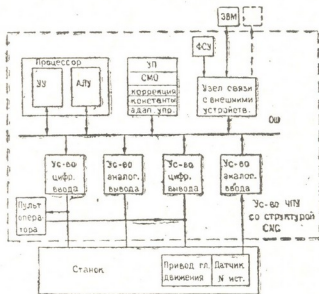 ЭВМ
ФСУ
Процессор
УУ
АЛУ
УП
СМО
коррекция
константы
адап. упр.
Узел связи
с внешними
устройств.
ОШ
Ус-во
цифр.
ввода
Ус-во
аналог.
вывода
Ус-во
цифр.
вывода
Ус-во
аналог.
ввода
Пульт
опера
тора
Ус-во ЧПУ
со структурой
CNC
Станок
Привод гл.
движения
Датчик
N ист.